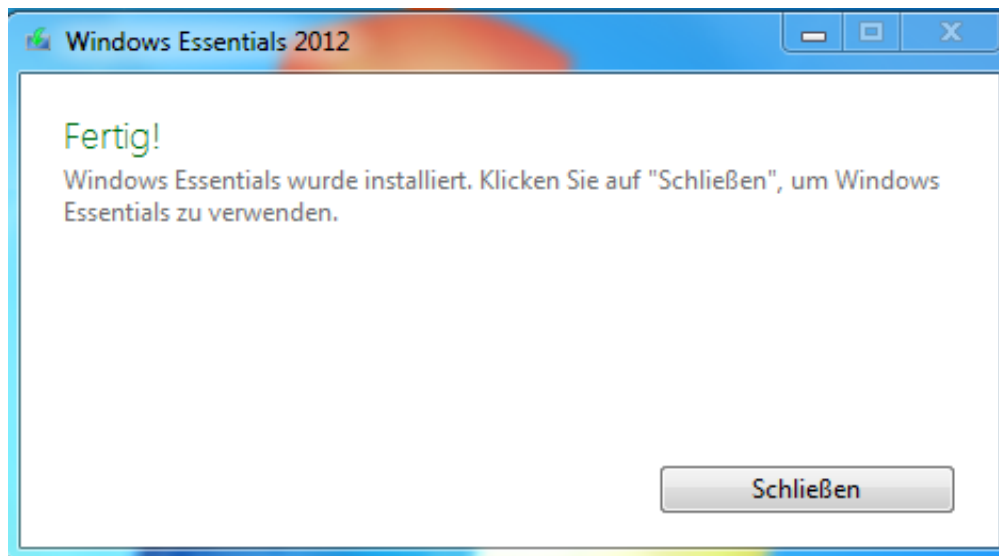 Windows Essentials 2012
Fertig!
Windows Essentials wurde installiert. Klicken Sie auf "Schließen", um Windows
Essentials zu verwenden.
Schließen